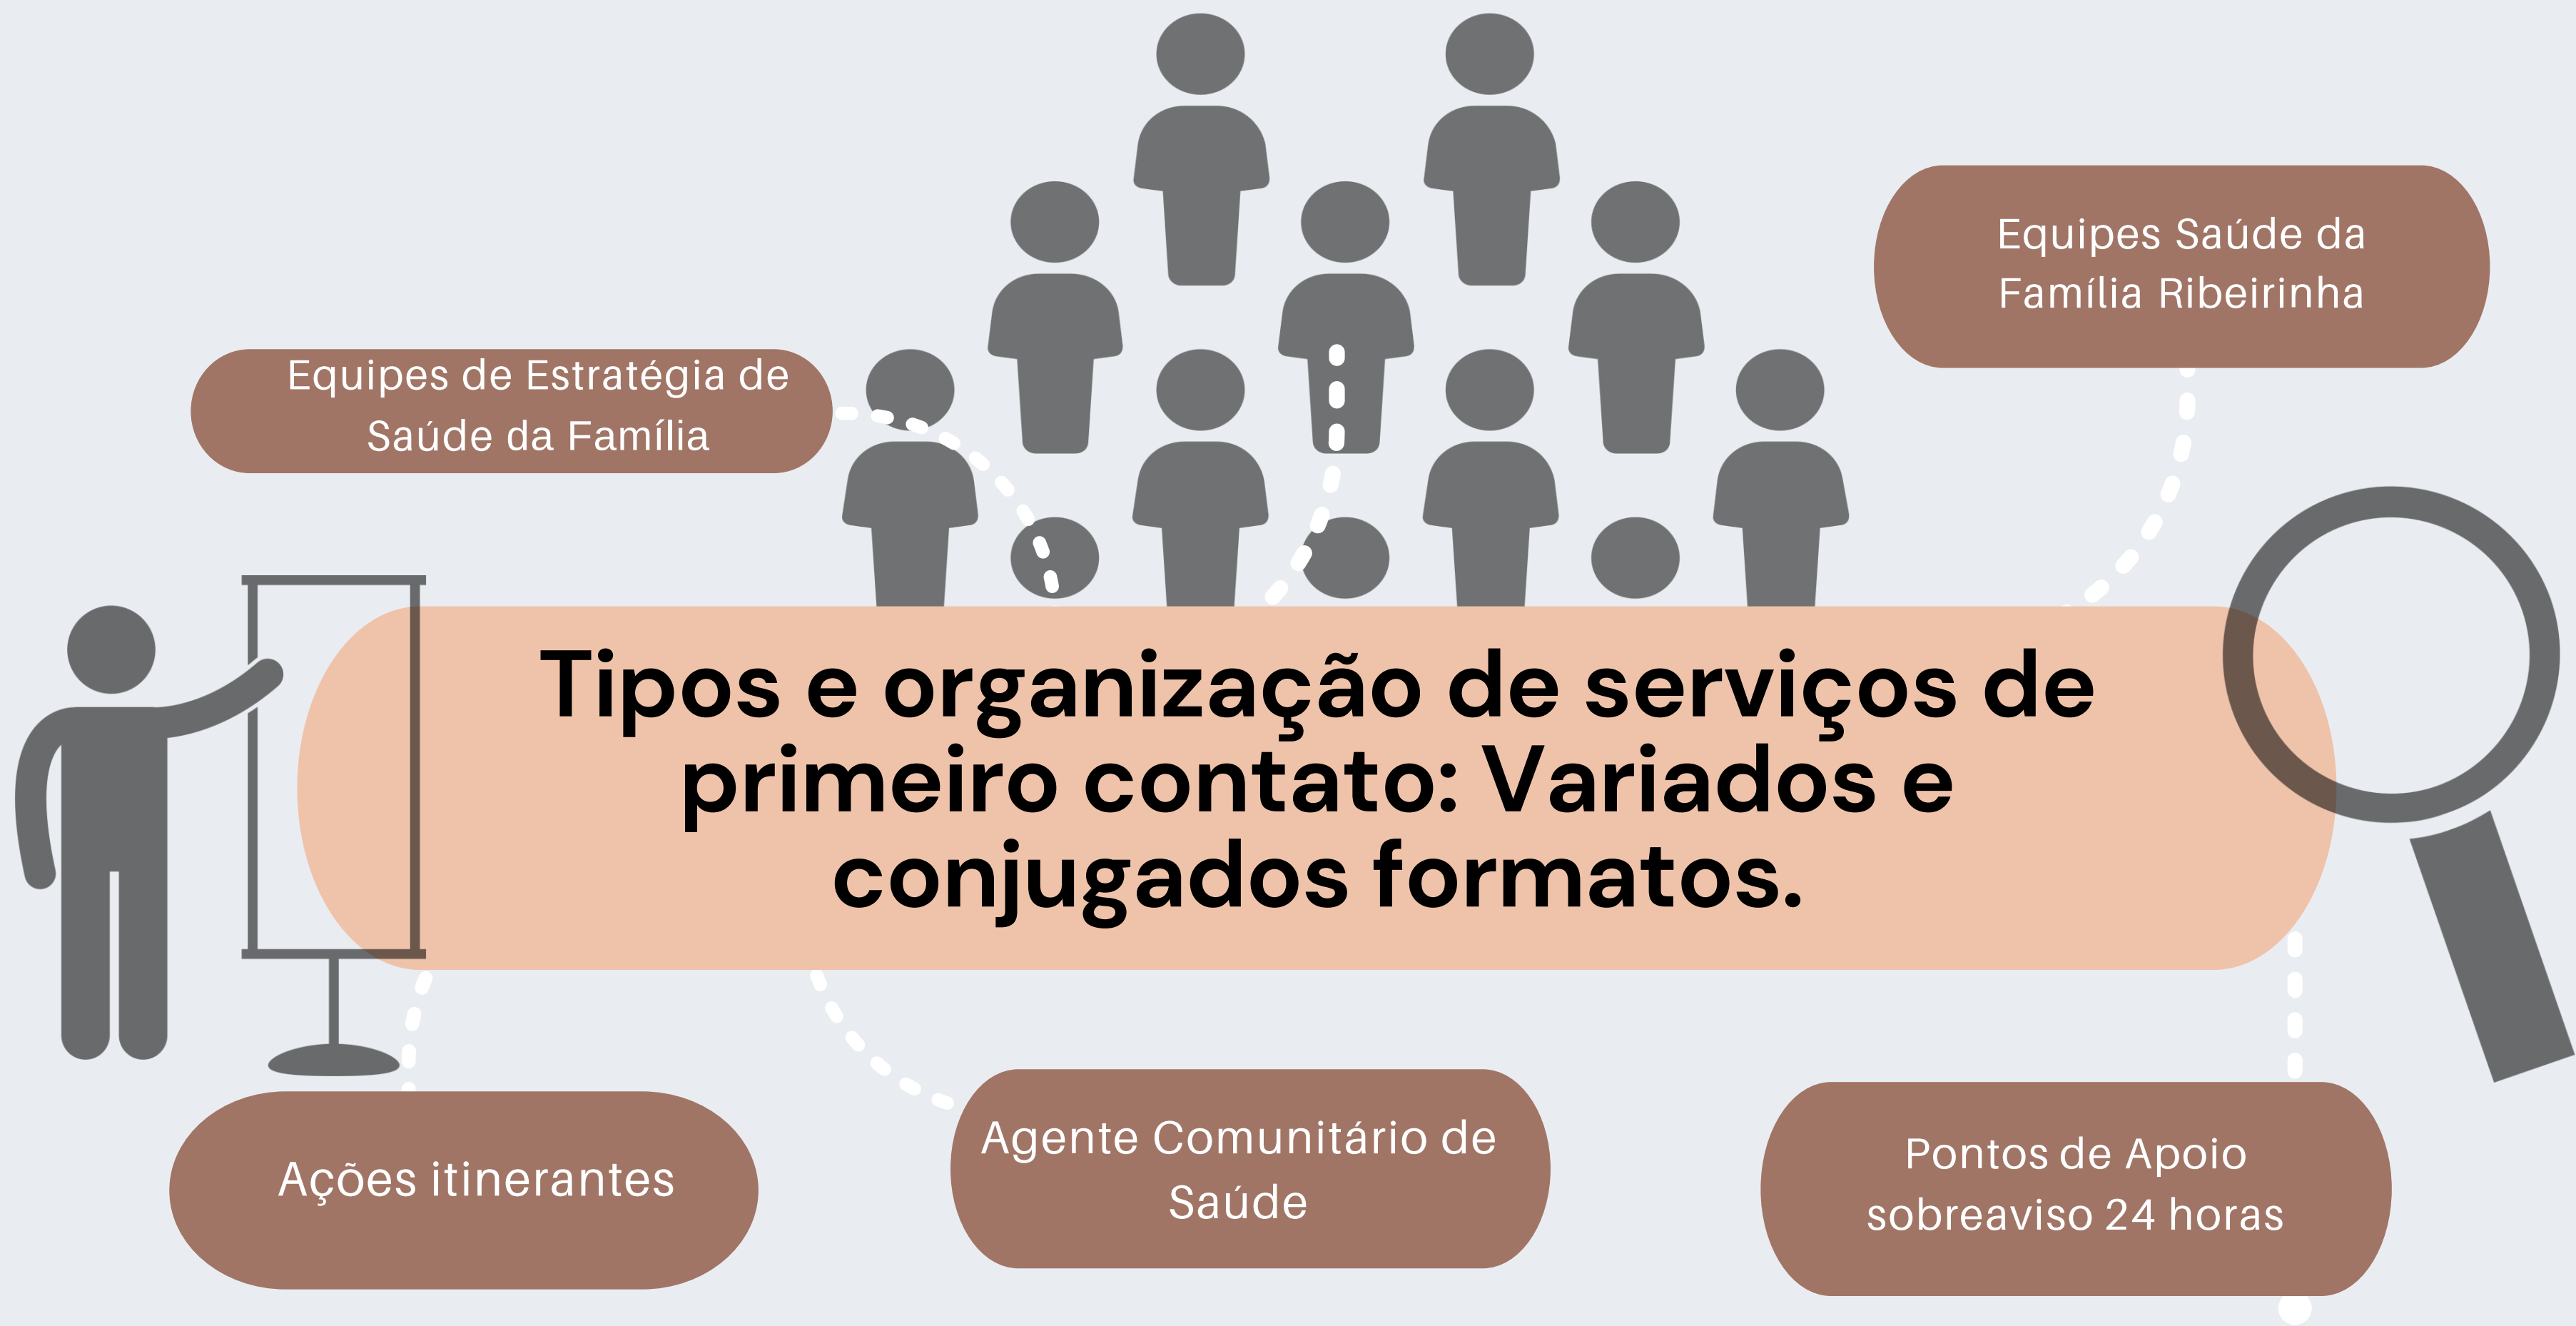 Equipes Saúde da
Família Ribeirinha
Equipes de Estratégia de
Saúde da Família
Tipos e organização de serviços de
primeiro contato: Variados e
conjugados formatos.
Ações itinerantes
Agente Comunitário de
Saúde
Pontos de Apoio
sobreaviso 24 horas